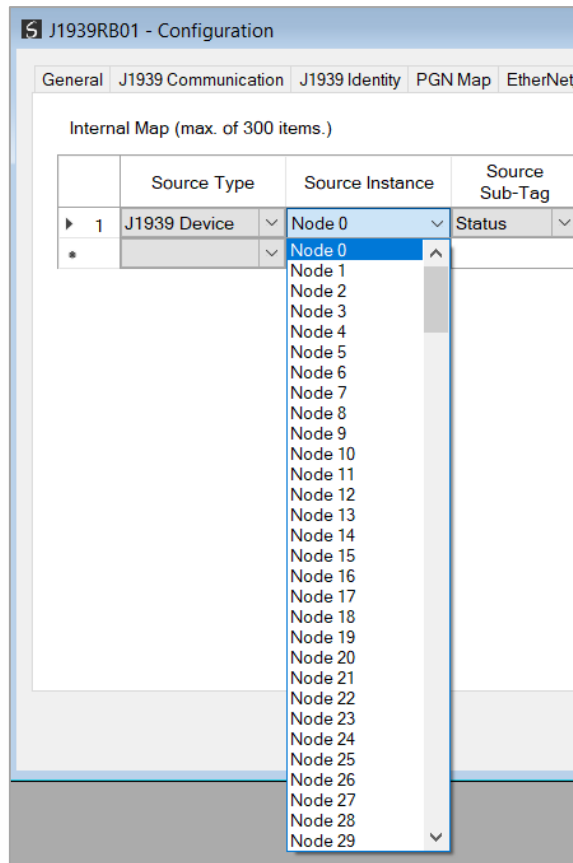 J1939RB01 - Configuration
General J1939 Communication J1939 Identity PGN Map EtherNet
Internal Map (max. of 300 items.)
Source Type Source Instance Source Sub-Tag
1 J1939 Device Node 0 Status
Node 0
Node 1
Node 2
Node 3
Node 4
Node 5
Node 6
Node 7
Node 8
Node 9
Node 10
Node 11
Node 12
Node 13
Node 14
Node 15
Node 16
Node 17
Node 18
Node 19
Node 20
Node 21
Node 22
Node 23
Node 24
Node 25
Node 26
Node 27
Node 28
Node 29